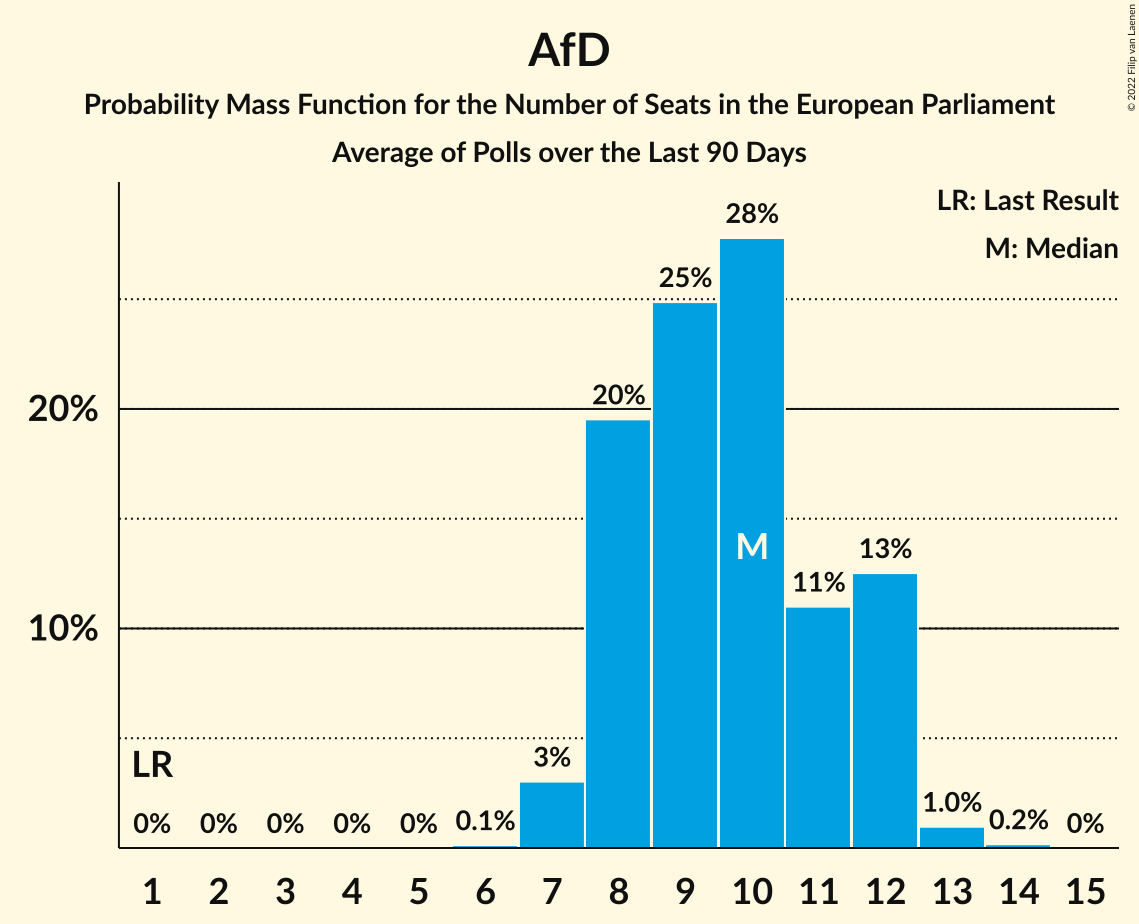 AfD
Probability Mass Function for the Number of Seats in the European Parliament
Average of Polls over the Last 90 Days
© 2022 Filip van Laenen
LR: Last Result
M: Median
28%
25%
20%
20%
M
13%
11%
10%
LR
3%
0% 0% 0% 0% 0% 0.1% 1.0% 0.2% 0%
1 2 3 4 5 6 7 8 9 10 11 12 13 14 15